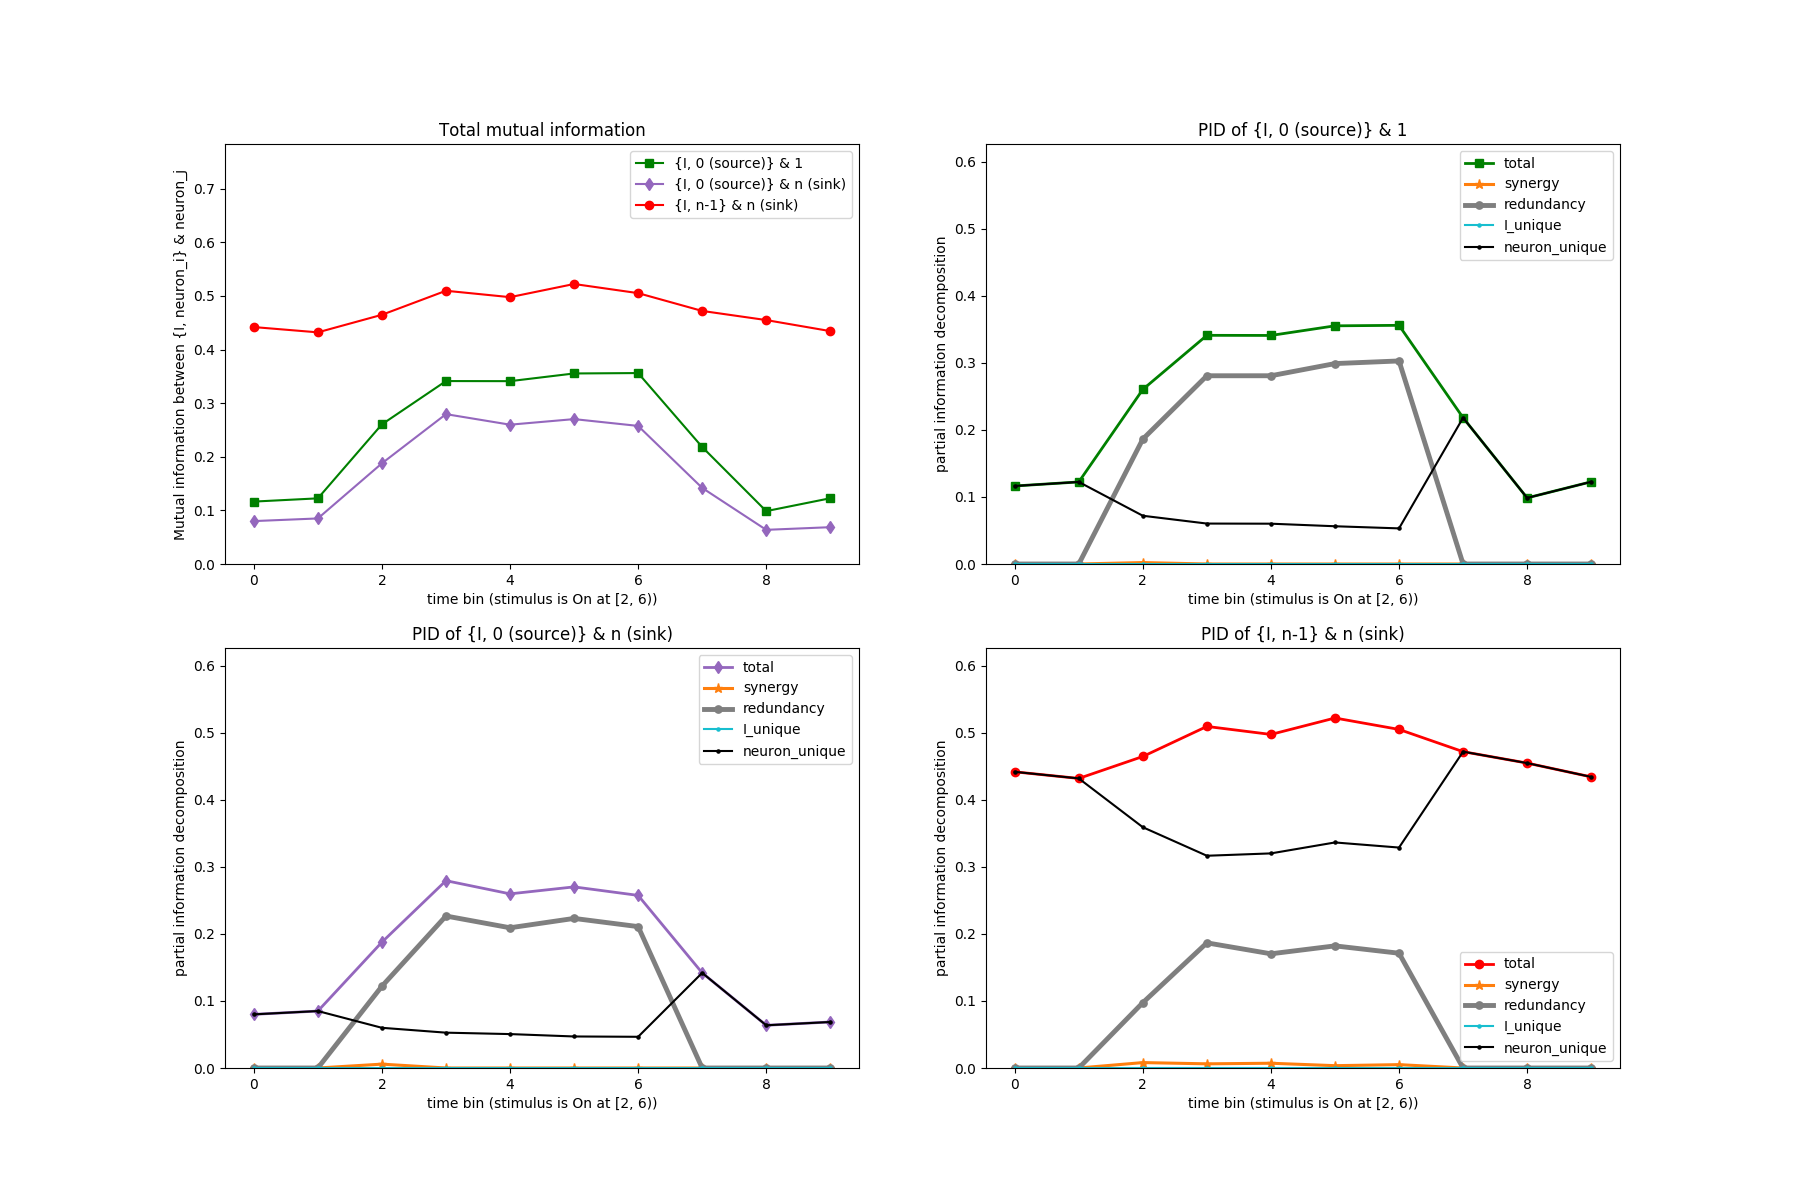 Total mutual information
Mutual information between {I, neuron_i} & neuron_j
0.7
0.6
0.5
0.4
0.3
0.2
0.1
0.0
{I, 0 (source)} & 1
{I, 0 (source)} & n (sink)
{I, n-1} & n (sink)
0 2 4 6 8
time bin (stimulus is On at [2, 6))
PID of {I, 0 (source)} & 1
partial information decomposition
0.6
0.5
0.4
0.3
0.2
0.1
0.0
total
synergy
redundancy
I_unique
neuron_unique
0 2 4 6 8
time bin (stimulus is On at [2, 6))
PID of {I, 0 (source)} & n (sink)
partial information decomposition
0.6
0.5
0.4
0.3
0.2
0.1
0.0
total
synergy
redundancy
I_unique
neuron_unique
0 2 4 6 8
time bin (stimulus is On at [2, 6))
PID of {I, n-1} & n (sink)
partial information decomposition
0.6
0.5
0.4
0.3
0.2
0.1
0.0
total
synergy
redundancy
I_unique
neuron_unique
0 2 4 6 8
time bin (stimulus is On at [2, 6))